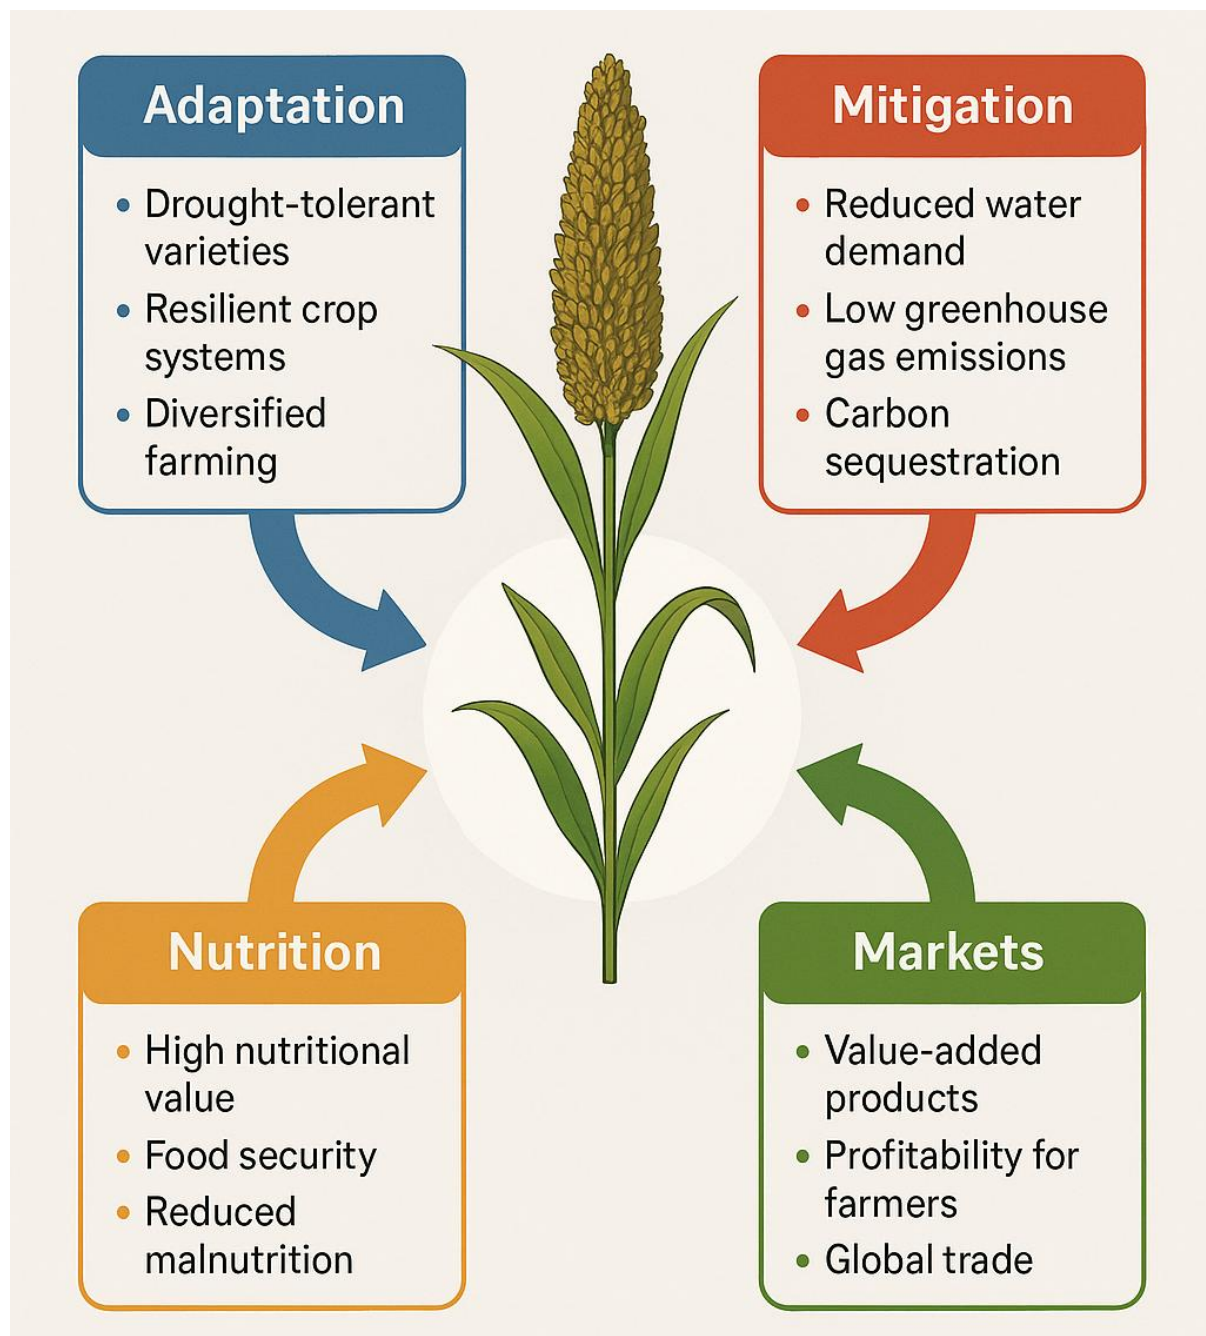 Adaptation
• Drought-tolerant
varieties
• Resilient crop
systems
• Diversified
farming
Mitigation
• Reduced water
demand
• Low greenhouse
gas emissions
• Carbon
sequestration
Nutrition
• High nutritional
value
• Food security
• Reduced
malnutrition
Markets
• Value-added
products
• Profitability for
farmers
• Global trade